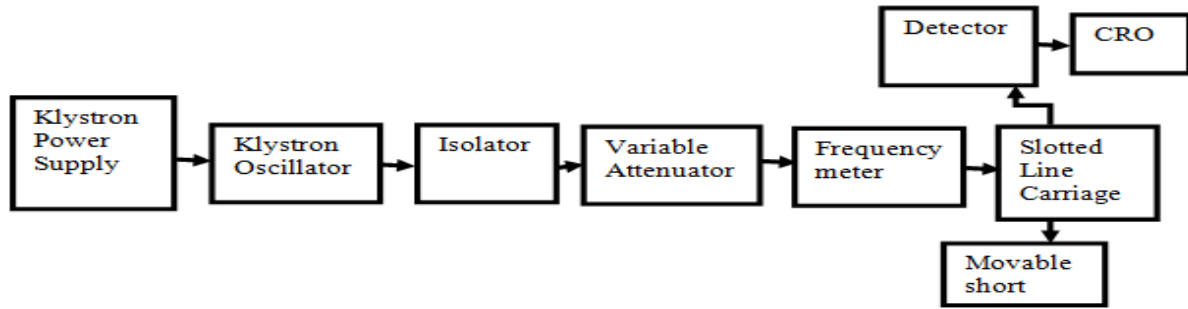 Klystron
Power
Supply
Klystron
Oscillator
Isolator
Variable
Attenuator
Frequency
meter
Slotted
Line
Carriage
Detector
CRO
Movable
short